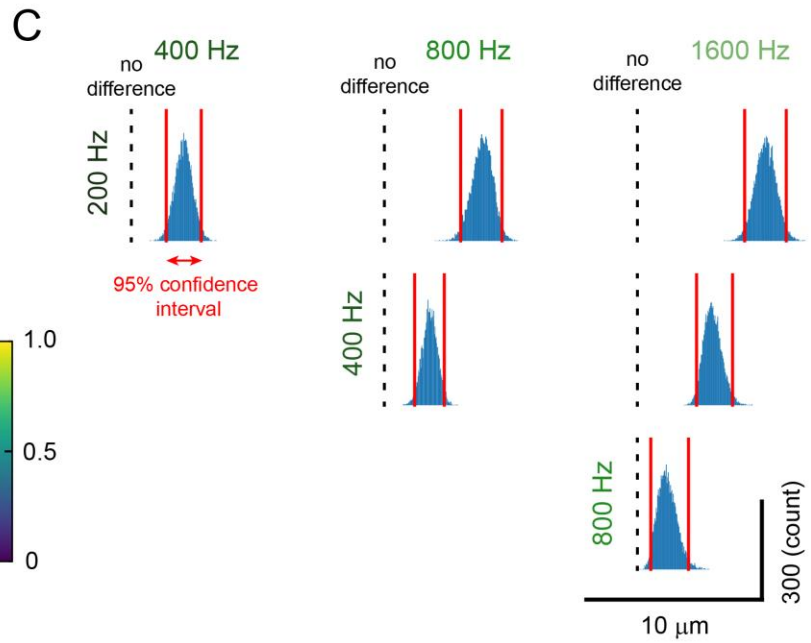 C
400 Hz
800 Hz
1600 Hz
no
difference
no
difference
no
difference
200 Hz
95% confidence
interval
400 Hz
1.0
0.5
0
800 Hz
300 (count)
10 μm